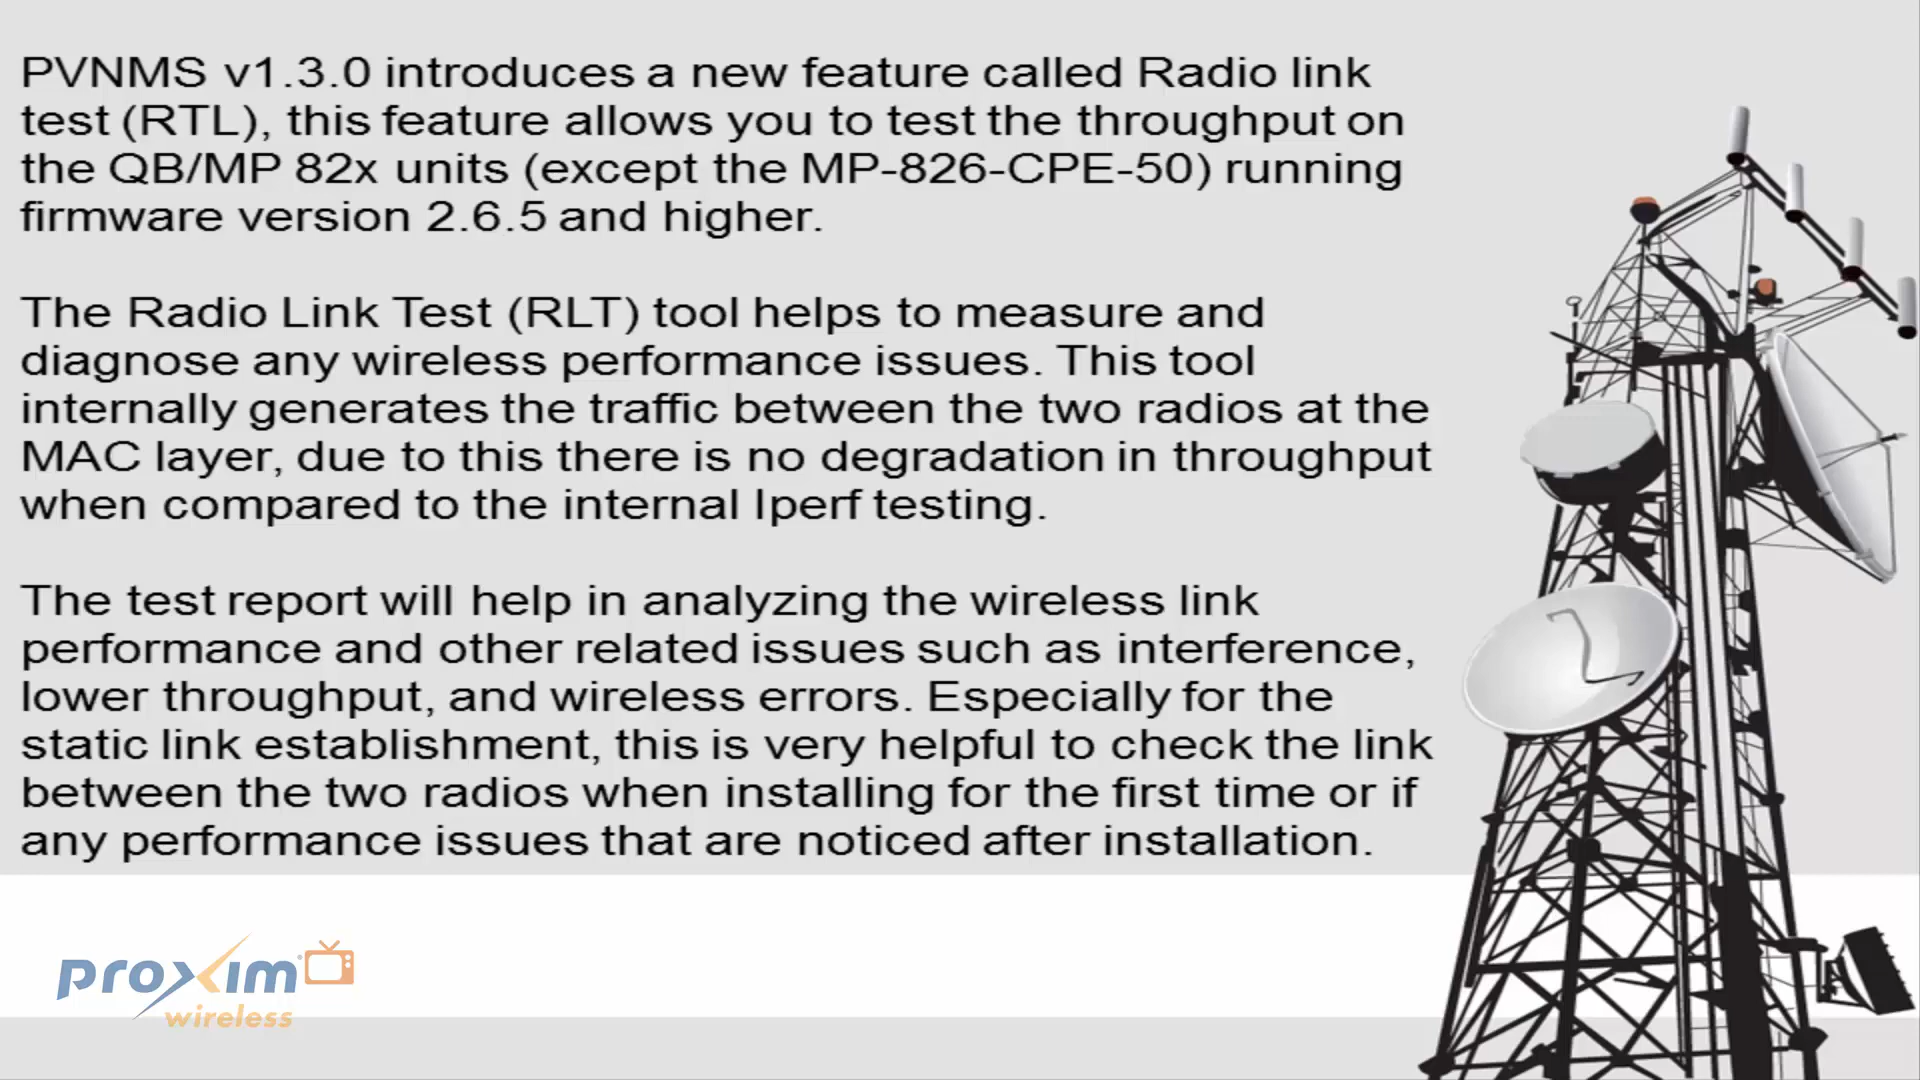 PVNMS v1.3.0 introduces a new feature called Radio link
test (RTL), this feature allows you to test the throughput on
the QB/MP 82x units (except the MP-826-CPE-50) running
firmware version 2.6.5 and higher.
The Radio Link Test (RLT) tool helps to measure and
diagnose any wireless performance issues. This tool
internally generates the traffic between the two radios at the
MAC layer, due to this there is no degradation in throughput
when compared to the internal Iperf testing.
The test report will help in analyzing the wireless link
performance and other related issues such as interference,
lower throughput, and wireless errors. Especially for the
static link establishment, this is very helpful to check the link
between the two radios when installing for the first time or if
any performance issues that are noticed after installation.
proxim
wireless